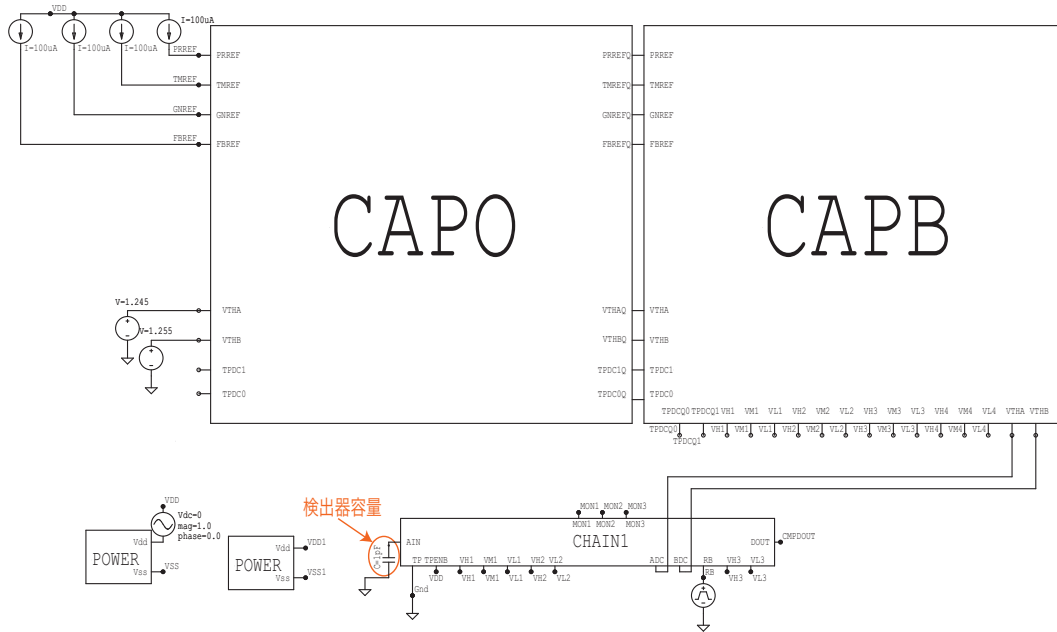 VDD
I=100uA
I=100uA I=100uA I=100uA
PRREF PRREF PRREFQ PRREF
TMREF TMREF TMREFQ TMREF
GNREF GNREF GNREFQ GNREF
FBREF FBREF FBREFQ FBREF
CAPO CAPB
V=1.245
VTHA VTHAQ VTHA
V=1.255
VTHB VTHBQ VTHB
TPDC1 TPDC1Q TPDC1
TPDC0 TPDC0Q TPDC0
TPDCQ0 TPDCQ1 VH1 VM1 VL1 VH2 VM2 VL2 VH3 VM3 VL3 VH4 VM4 VL4 VTHA VTHB
TPDCQ0 VH1 VM1 VL1 VH2 VM2 VL2 VH3 VM3 VL3 VH4 VM4 VL4
TPDCQ1
VDD
Vdc=0
mag=1.0
phase=0.0
POWER
Vdd
Vss VSS
POWER
Vdd VDD1
Vss VSS1
検出器容量
C=1pF
MON1 MON2 MON3
MON1 MON2 MON3
AIN CHAIN1 DOUT CMPDOUT
TP TPENB VH1 VM1 VL1 VH2 VL2 ADC BDC RB VH3 VL3
VDD VH1 VM1 VL1 VH2 VL2 RB VH3 VL3
Gnd